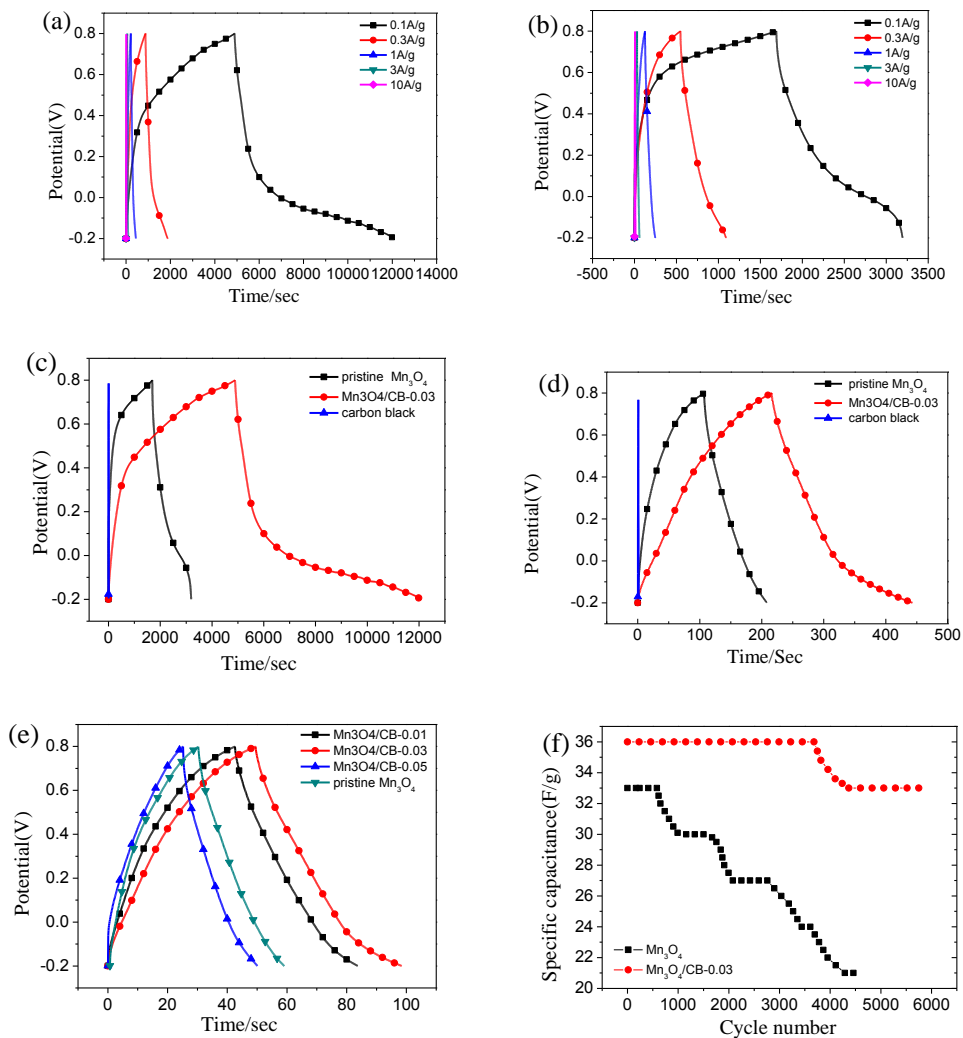 (a)
0.1A/g
0.3A/g
1A/g
3A/g
10A/g
Potential(V)
0.8
0.6
0.4
0.2
0.0
-0.2
0 2000 4000 6000 8000 10000 12000 14000
Time/sec
(b)
0.1A/g
0.3A/g
1A/g
3A/g
10A/g
Potential(V)
0.8
0.6
0.4
0.2
0.0
-0.2
-500 0 500 1000 1500 2000 2500 3000 3500
Time/sec
(c)
pristine Mn₃O₄
Mn3O4/CB-0.03
carbon black
Potential(V)
0.8
0.6
0.4
0.2
0.0
-0.2
0 2000 4000 6000 8000 10000 12000
Time/sec
(d)
pristine Mn₃O₄
Mn3O4/CB-0.03
carbon black
Potential(V)
0.8
0.6
0.4
0.2
0.0
-0.2
0 100 200 300 400 500
Time/Sec
(e)
Mn3O4/CB-0.01
Mn3O4/CB-0.03
Mn3O4/CB-0.05
pristine Mn₃O₄
Potential(V)
0.8
0.6
0.4
0.2
0.0
-0.2
0 20 40 60 80 100
Time/sec
(f)
Specific capacitance(F/g)
36
34
32
30
28
26
24
22
20
Mn₃O₄
Mn₃O₄/CB-0.03
0 1000 2000 3000 4000 5000 6000
Cycle number